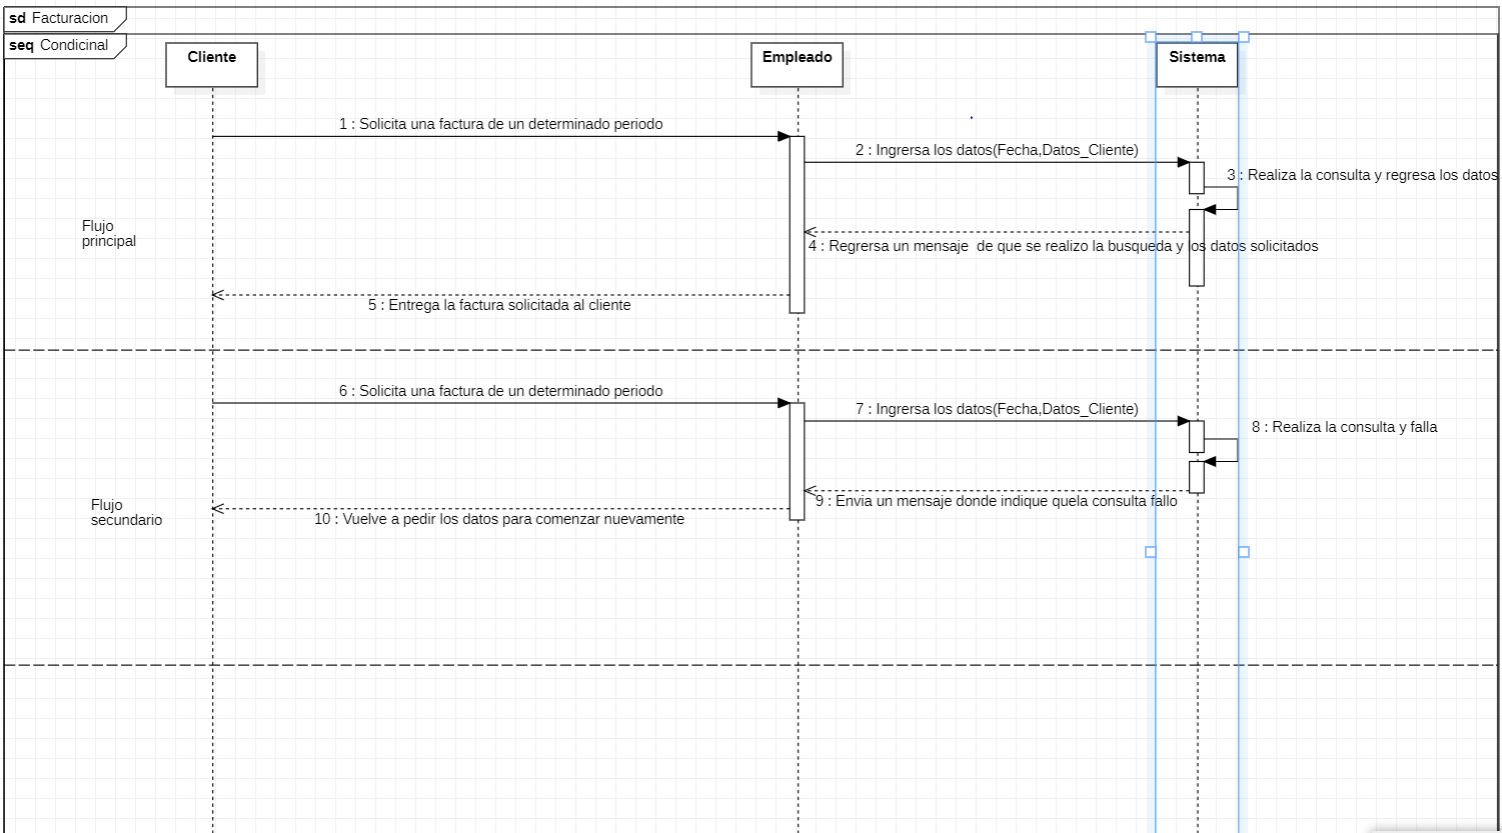 sd Facturacion
seq Condicinal
Cliente
Empleado
Sistema
1 : Solicita una factura de un determinado periodo
2 : Ingrersa los datos(Fecha,Datos_Cliente)
3 : Realiza la consulta y regresa los datos
Flujo
principal
4 : Regrersa un mensaje  de que se realizo la busqueda y los datos solicitados
5 : Entrega la factura solicitada al cliente
6 : Solicita una factura de un determinado periodo
7 : Ingrersa los datos(Fecha,Datos_Cliente)
8 : Realiza la consulta y falla
Flujo
secundario
9 : Envia un mensaje donde indique quela consulta fallo
10 : Vuelve a pedir los datos para comenzar nuevamente